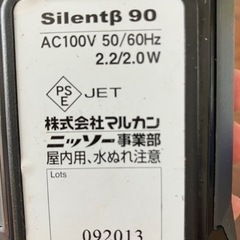 Silentβ 90
AC100V 50/60Hz
2.2/2.0W
PSE JET
株式会社マルカン
ニッソー事業部
屋内用、水ぬれ注意
Lots
092013